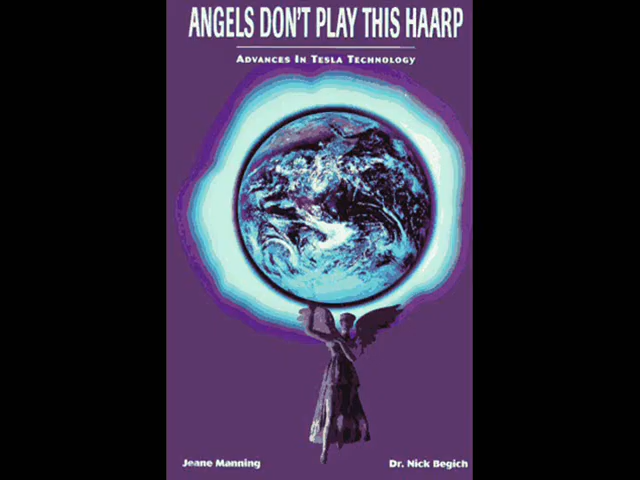 ANGELS DON'T PLAY THIS HAARP
ADVANCES IN TESLA TECHNOLOGY
Jeane Manning Dr. Nick Begich